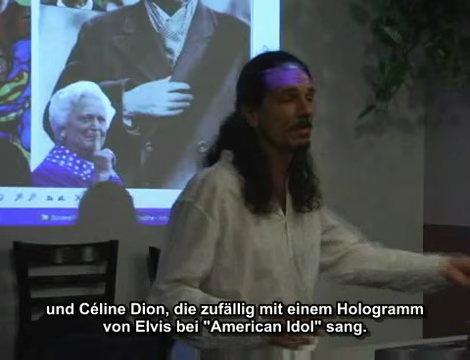 und Céline Dion, die zufällig mit einem Hologramm
von Elvis bei "American Idol" sang.